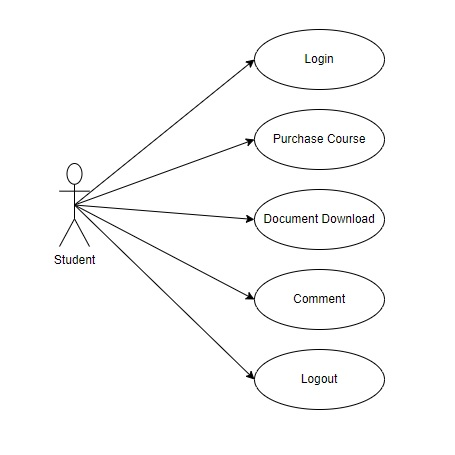 Login
Purchase Course
Document Download
Student
Comment
Logout